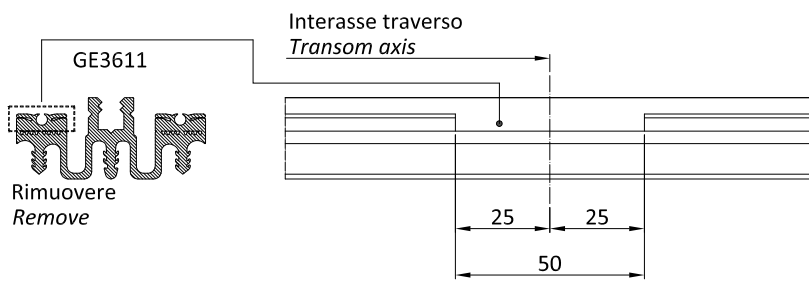 Interasse traverso
Transom axis
GE3611
Rimuovere
Remove
25
25
50